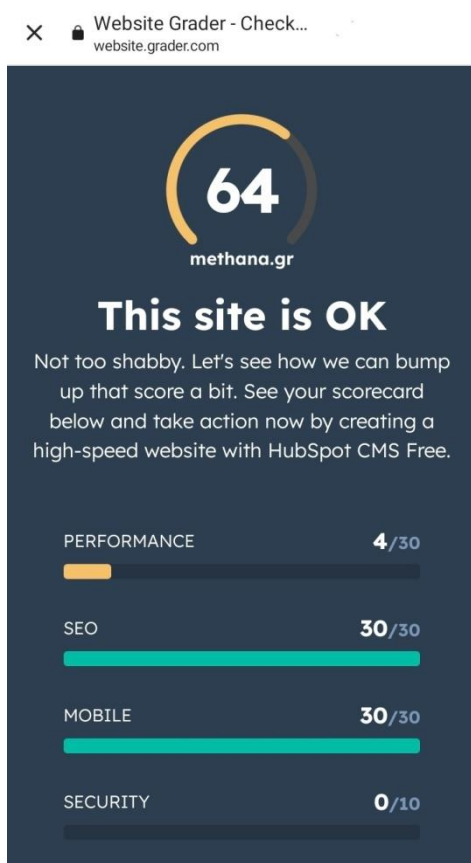 Website Grader - Check...
website.grader.com
64
methana.gr
This site is OK
Not too shabby. Let's see how we can bump
up that score a bit. See your scorecard
below and take action now by creating a
high-speed website with HubSpot CMS Free.
PERFORMANCE 4/30
SEO 30/30
MOBILE 30/30
SECURITY 0/10